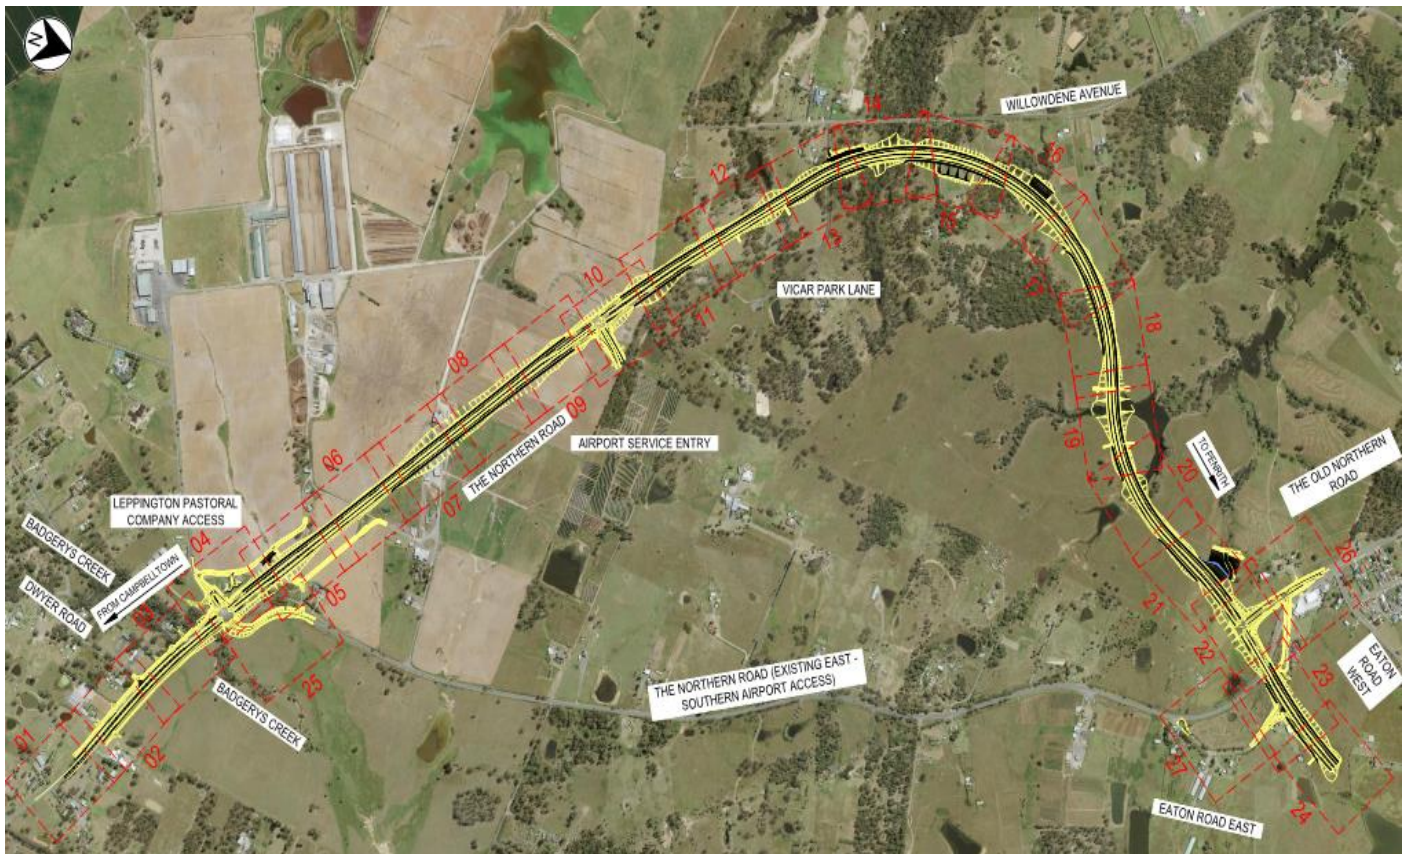 N
WILLOWDENE AVENUE
14
16
12
13
15
17
10
VICAR PARK LANE
11
18
08
09
THE NORTHERN ROAD
AIRPORT SERVICE ENTRY
07
06
19
TO PENRITH
20
THE OLD NORTHERN
ROAD
LEPPINGTON PASTORAL
COMPANY ACCESS
BADGERYS CREEK
04
FROM CAMPBELLTOWN
DWYER ROAD
03
05
26
21
22
EATON
ROAD
WEST
THE NORTHERN ROAD (EXISTING EAST -
SOUTHERN AIRPORT ACCESS)
23
25
BADGERYS CREEK
01
02
27
EATON ROAD EAST
24